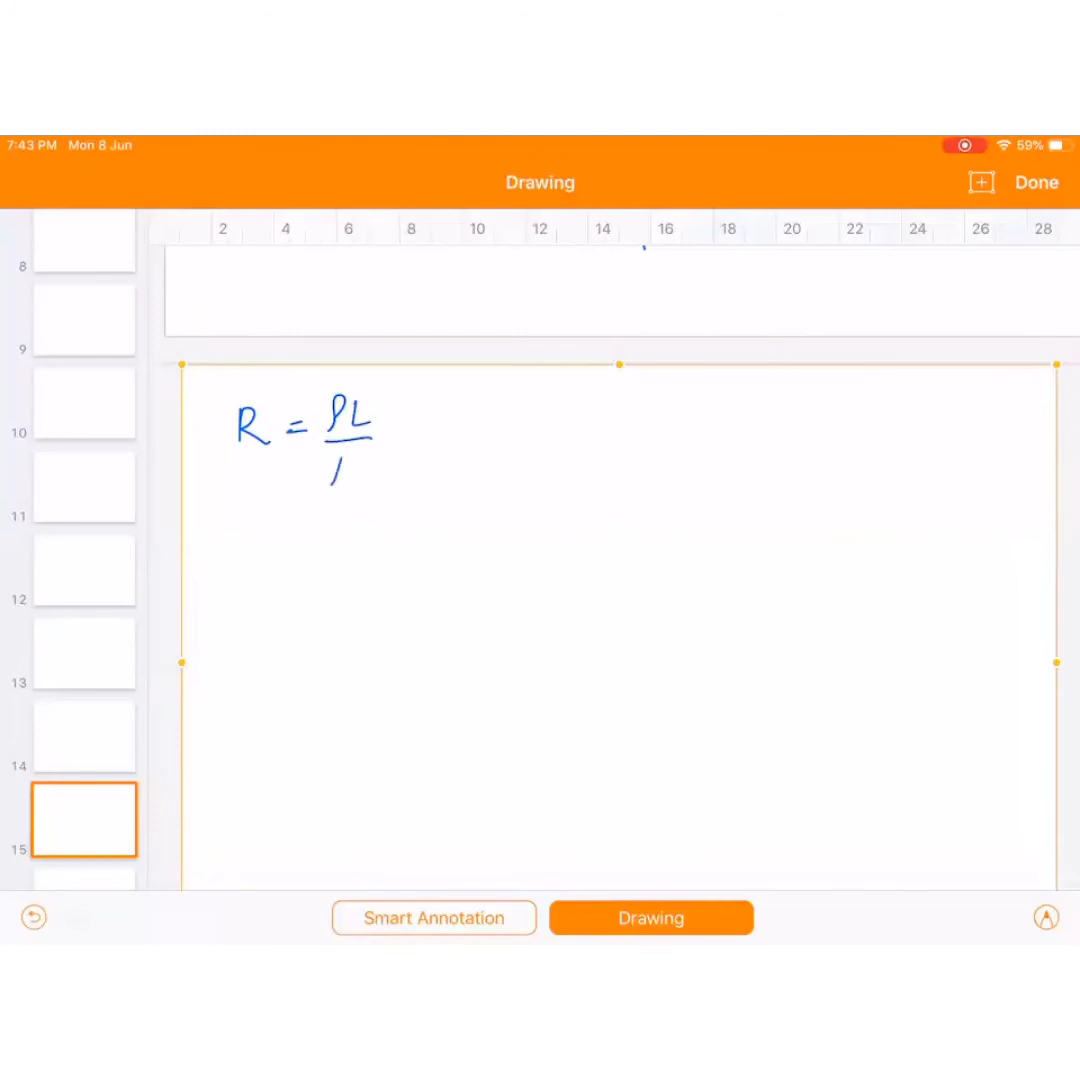 7:43 PM Mon 8 Jun 59%
Drawing Done
2 4 6 8 10 12 14 16 18 20 22 24 26 28
8
9
R = ρL
/
10
11
12
13
14
15
Smart Annotation Drawing